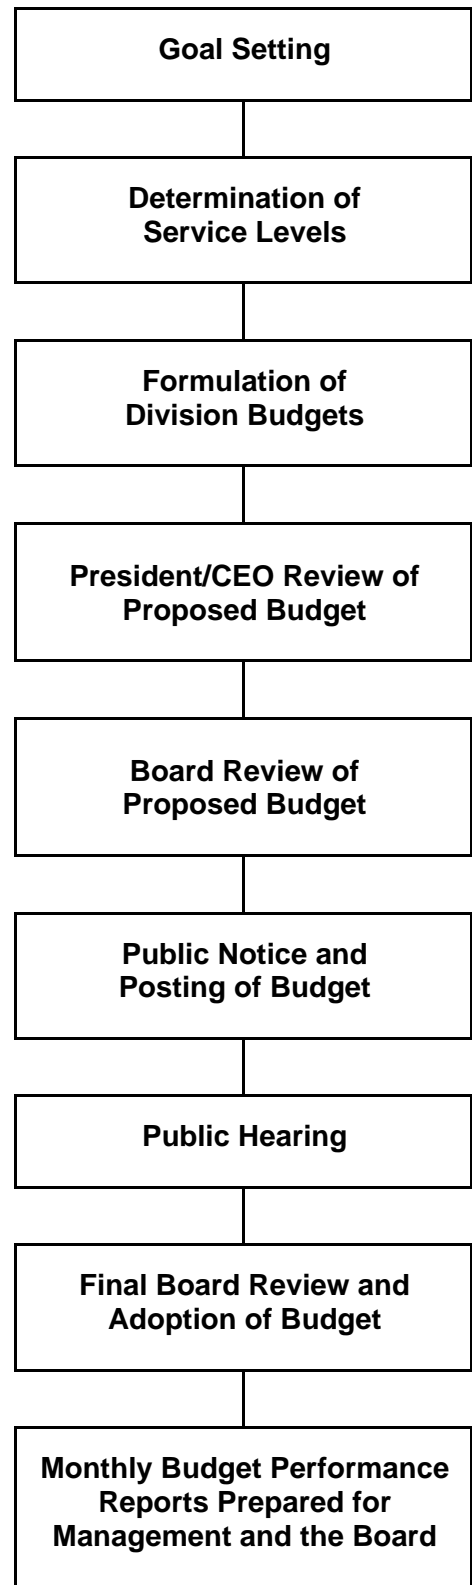 Goal Setting
Determination of
Service Levels
Formulation of
Division Budgets
President/CEO Review of
Proposed Budget
Board Review of
Proposed Budget
Public Notice and
Posting of Budget
Public Hearing
Final Board Review and
Adoption of Budget
Monthly Budget Performance
Reports Prepared for
Management and the Board